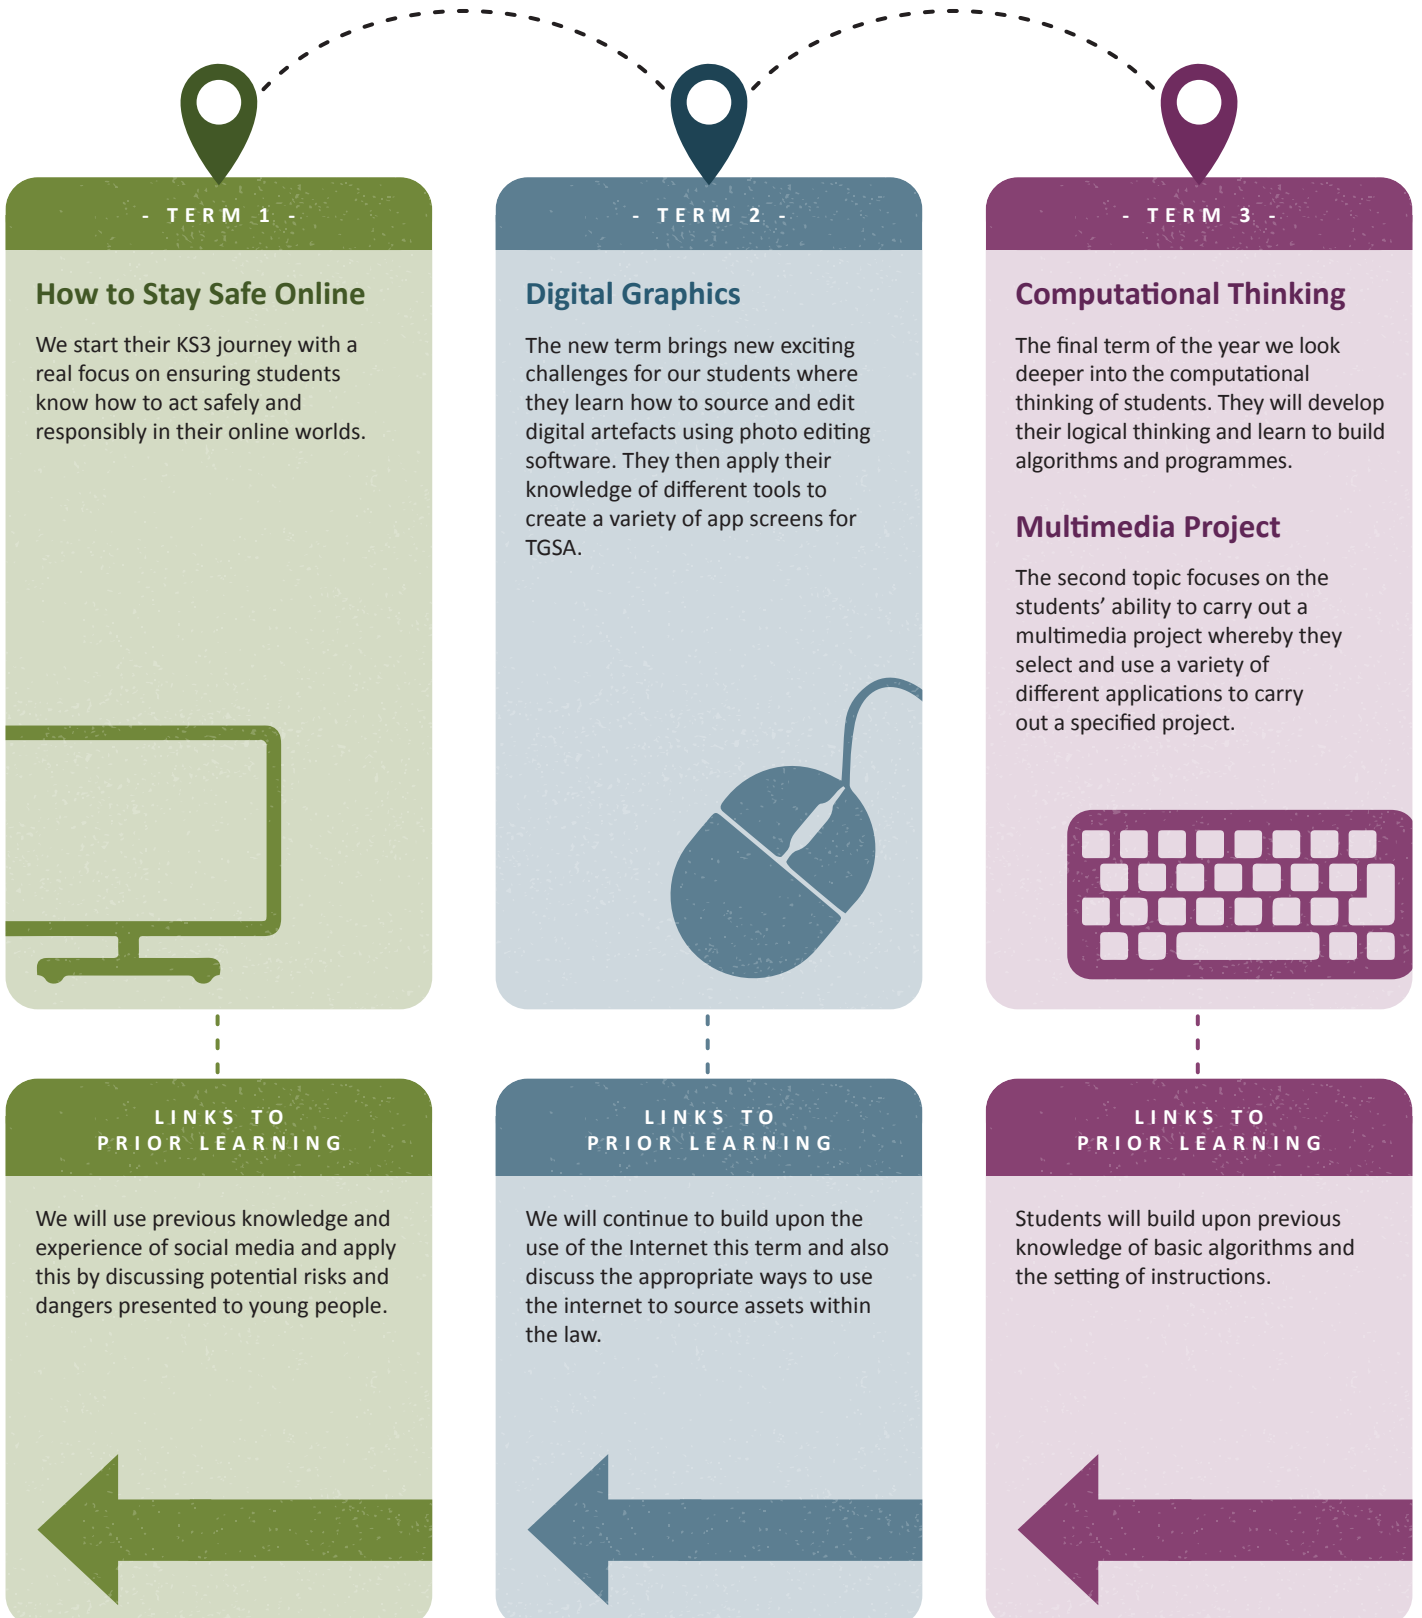 - TERM 1 -
How to Stay Safe Online
We start their KS3 journey with a
real focus on ensuring students
know how to act safely and
responsibly in their online worlds.
- TERM 2 -
Digital Graphics
The new term brings new exciting
challenges for our students where
they learn how to source and edit
digital artefacts using photo editing
software. They then apply their
knowledge of different tools to
create a variety of app screens for
TGSA.
- TERM 3 -
Computational Thinking
The final term of the year we look
deeper into the computational
thinking of students. They will develop
their logical thinking and learn to build
algorithms and programmes.
Multimedia Project
The second topic focuses on the
students’ ability to carry out a
multimedia project whereby they
select and use a variety of
different applications to carry
out a specified project.
LINKS TO
PRIOR LEARNING
We will use previous knowledge and
experience of social media and apply
this by discussing potential risks and
dangers presented to young people.
LINKS TO
PRIOR LEARNING
We will continue to build upon the
use of the Internet this term and also
discuss the appropriate ways to use
the internet to source assets within
the law.
LINKS TO
PRIOR LEARNING
Students will build upon previous
knowledge of basic algorithms and
the setting of instructions.